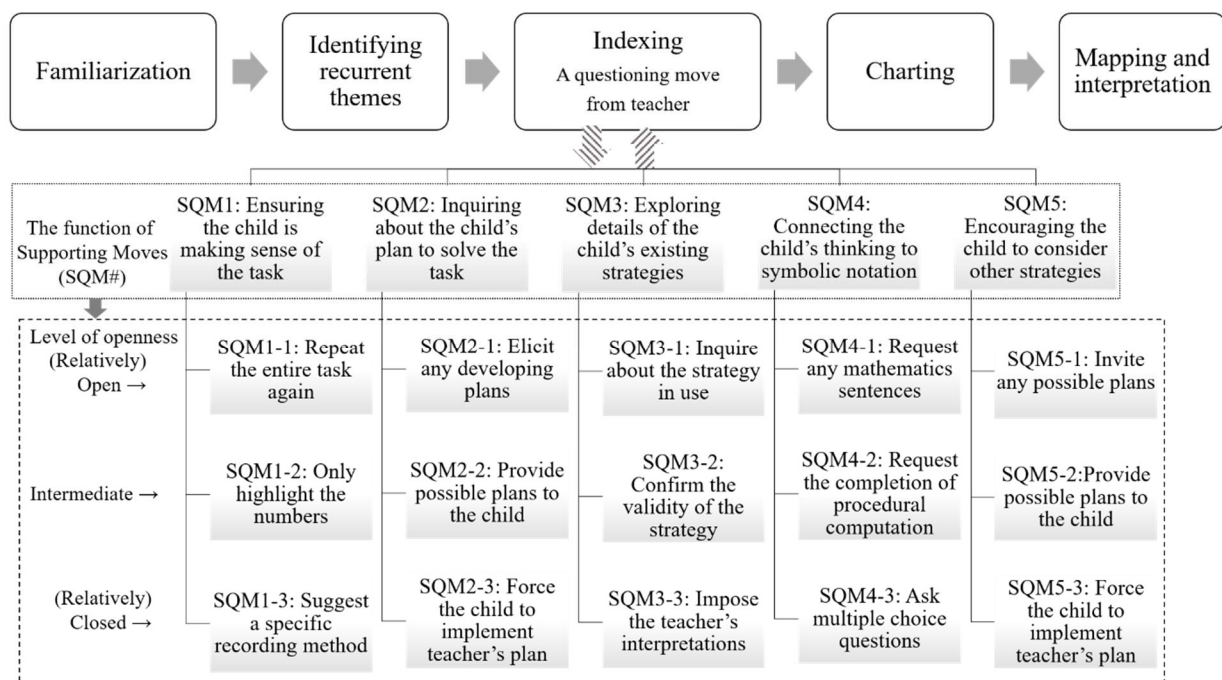 Familiarization
Identifying
recurrent
themes
Indexing
A questioning move
from teacher
Charting
Mapping and
interpretation
The function of
Supporting Moves
(SQM#)
SQM1: Ensuring
the child is
making sense of
the task
SQM2: Inquiring
about the child’s
plan to solve the
task
SQM3: Exploring
details of the
child’s existing
strategies
SQM4:
Connecting the
child’s thinking to
symbolic notation
SQM5:
Encouraging the
child to consider
other strategies
Level of openness
(Relatively)
Open →
SQM1-1: Repeat
the entire task
again
SQM2-1: Elicit
any developing
plans
SQM3-1: Inquire
about the strategy
in use
SQM4-1: Request
any mathematics
sentences
SQM5-1: Invite
any possible plans
Intermediate →
SQM1-2: Only
highlight the
numbers
SQM2-2: Provide
possible plans to
the child
SQM3-2:
Confirm the
validity of the
strategy
SQM4-2: Request
the completion of
procedural
computation
SQM5-2:Provide
possible plans to
the child
(Relatively)
Closed →
SQM1-3: Suggest
a specific
recording method
SQM2-3: Force
the child to
implement
teacher’s plan
SQM3-3: Impose
the teacher’s
interpretations
SQM4-3: Ask
multiple choice
questions
SQM5-3: Force
the child to
implement
teacher’s plan